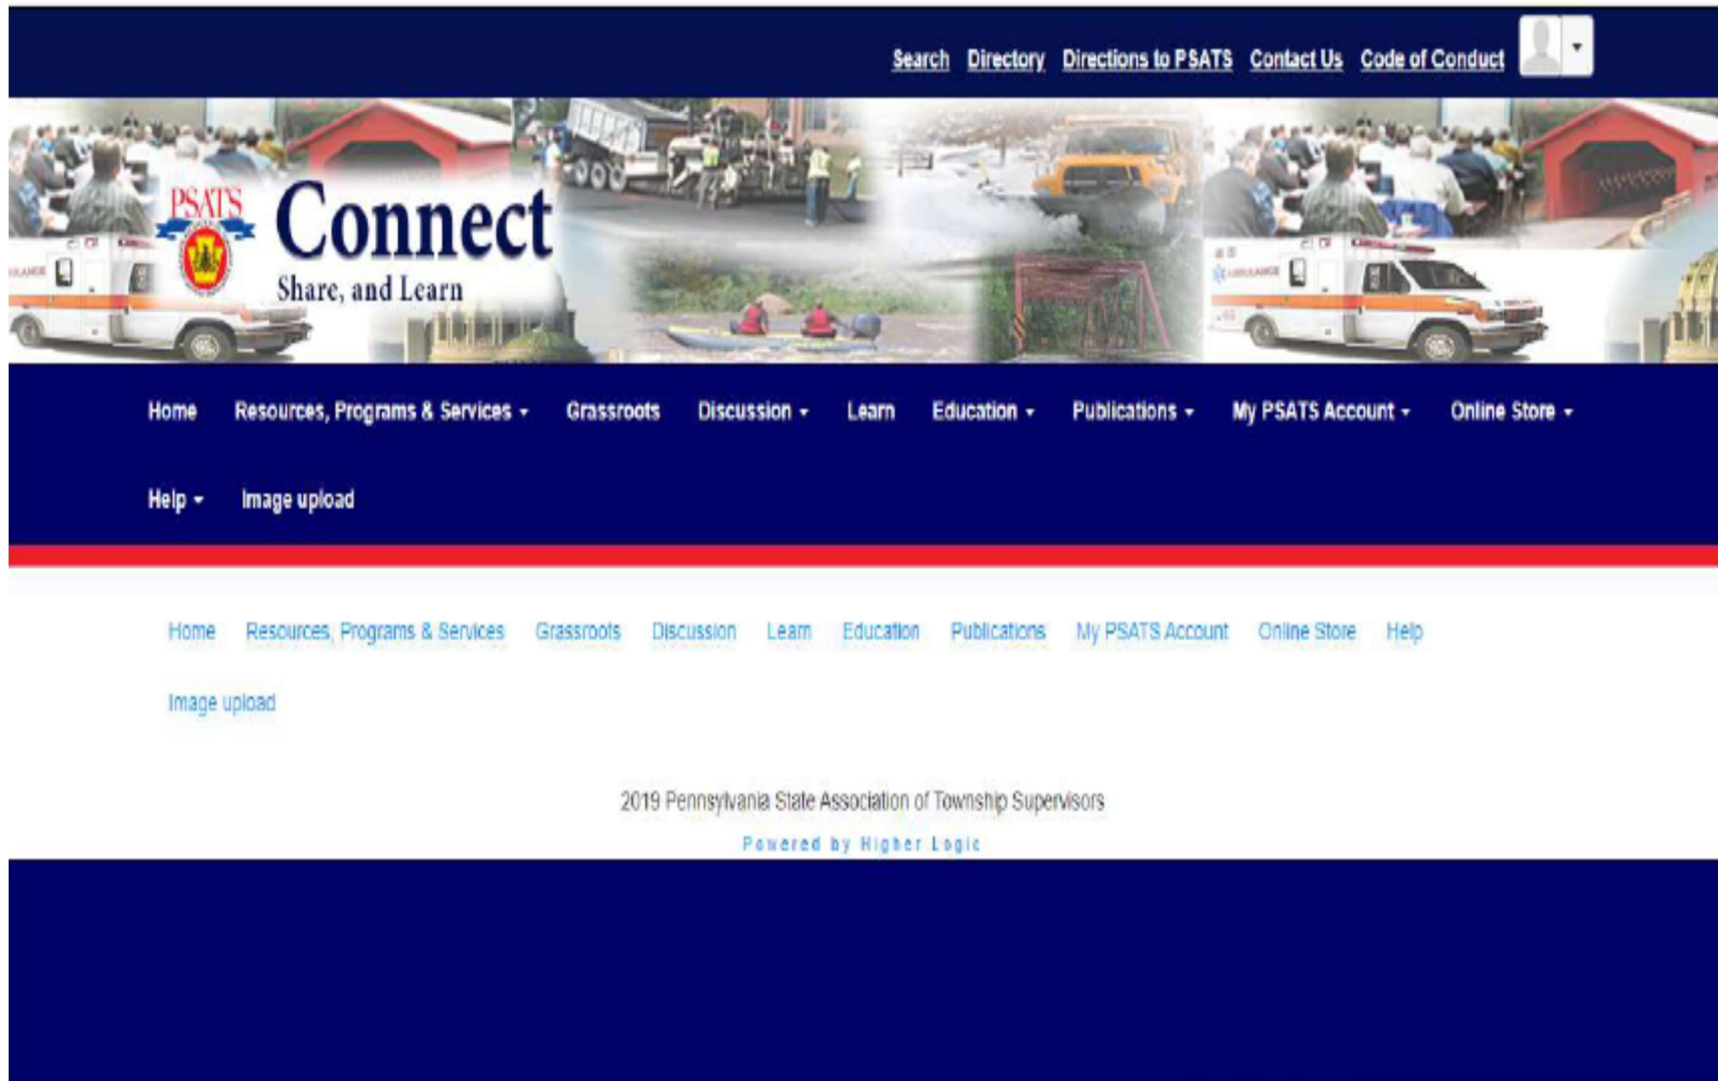 Search Directory Directions to PSATS Contact Us Code of Conduct
PSATS
Connect
Share, and Learn
AMBULANCE
Home Resources, Programs & Services Grassroots Discussion Learn Education Publications My PSATS Account Online Store
Help Image upload
Home Resources, Programs & Services Grassroots Discussion Learn Education Publications My PSATS Account Online Store Help
Image upload
2019 Pennsylvania State Association of Township Supervisors
Powered by Higher Logic